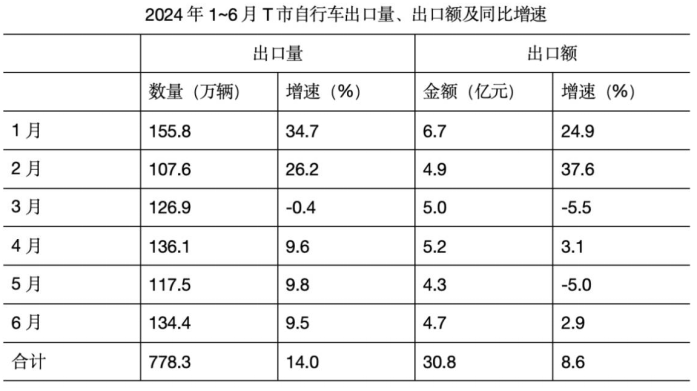 2024 年 1~6 月 T 市自行车出口量、出口额及同比增速
出口量 出口额
数量（万辆） 增速（%） 金额（亿元） 增速（%）
1 月 155.8 34.7 6.7 24.9
2 月 107.6 26.2 4.9 37.6
3 月 126.9 -0.4 5.0 -5.5
4 月 136.1 9.6 5.2 3.1
5 月 117.5 9.8 4.3 -5.0
6 月 134.4 9.5 4.7 2.9
合计 778.3 14.0 30.8 8.6